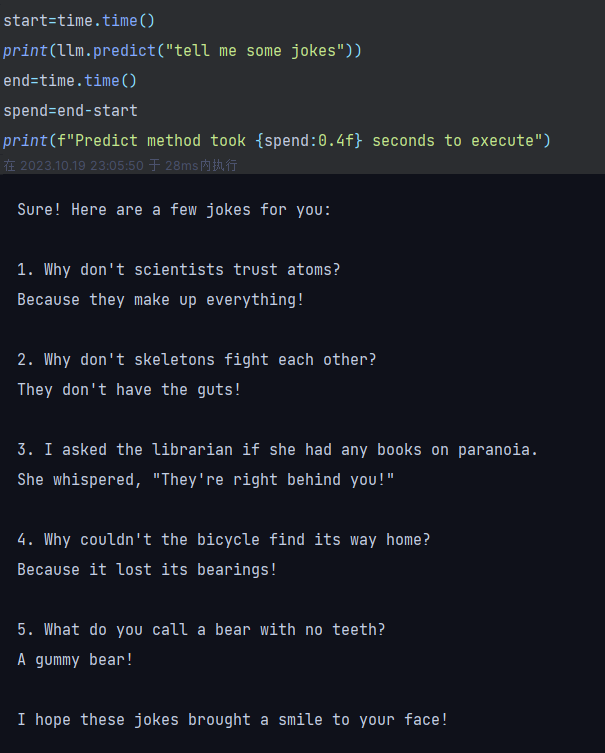 start=time.time()
print(llm.predict("tell me some jokes"))
end=time.time()
spend=end-start
print(f"Predict method took {spend:0.4f} seconds to execute")
在 2023.10.19 23:05:50 于 28ms内执行
Sure! Here are a few jokes for you:
1. Why don't scientists trust atoms?
Because they make up everything!
2. Why don't skeletons fight each other?
They don't have the guts!
3. I asked the librarian if she had any books on paranoia.
She whispered, "They're right behind you!"
4. Why couldn't the bicycle find its way home?
Because it lost its bearings!
5. What do you call a bear with no teeth?
A gummy bear!
I hope these jokes brought a smile to your face!